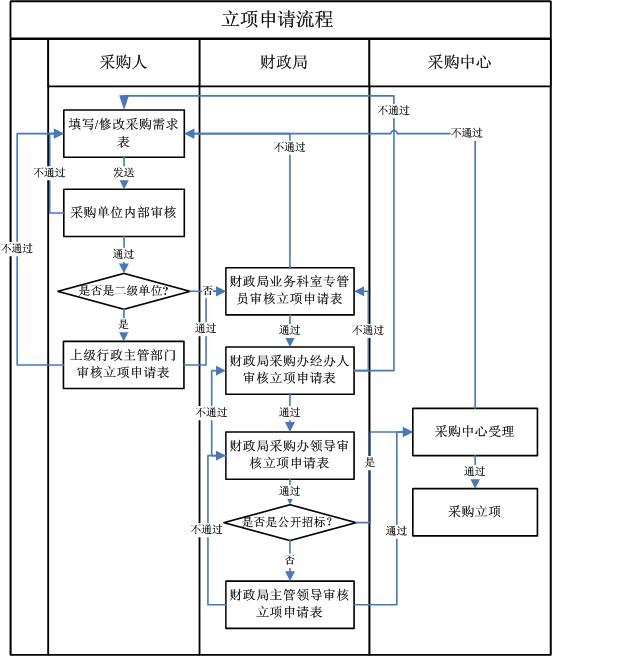 立项申请流程
采购人
财政局
采购中心
不通过
填写/修改采购需求
表
不通过
不通过
不通过
发送
采购单位内部审核
不通过
通过
是否是二级单位?
否
财政局业务科室专管
员审核立项申请表
是
通过
通过
不通过
上级行政主管部门
审核立项申请表
财政局采购办经办人
审核立项申请表
不通过
通过
财政局采购办领导审
核立项申请表
采购中心受理
是
通过
通过
是否是公开招标?
采购立项
不通过
通过
否
财政局主管领导审核
立项申请表